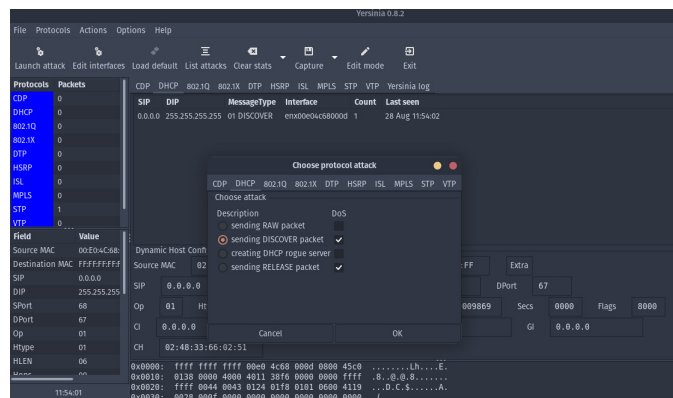 Yersinia 0.8.2
File Protocols Actions Options Help
Launch attack Edit interfaces Load default List attacks Clear stats Capture Edit mode Exit
Protocols Packets
CDP 0
DHCP 0
802.1Q 0
802.1X 0
DTP 0
HSRP 0
ISL 0
MPLS 0
STP 1
VTP 0
Field Value
Source MAC 00:E0:4C:68:
Destination MAC FF:FF:FF:FF:F
SIP 0.0.0.0
DIP 255.255.255
SPort 68
DPort 67
Op 01
Htype 01
HLEN 06
Hops 00
11:54:01
CDP DHCP 802.1Q 802.1X DTP HSRP ISL MPLS STP VTP Yersinia log
SIP DIP MessageType Interface Count Last seen
0.0.0.0 255.255.255.255 01 DISCOVER enx00e04c68000d 1 28 Aug 11:54:02
Choose protocol attack
CDP DHCP 802.1Q 802.1X DTP HSRP ISL MPLS STP VTP
Choose attack
Description DoS
sending RAW packet
sending DISCOVER packet
creating DHCP rogue server
sending RELEASE packet
Cancel OK
Dynamic Host Confi
Source MAC 02 :FF Extra
SIP 0.0.0.0 DPort 67
Op 01 Ht 009869 Secs 0000 Flags 8000
CI 0.0.0.0 GI 0.0.0.0
CH 02:48:33:66:02:51
0x0000: ffff ffff ffff 00e0 4c68 000d 0800 45c0 ........Lh....E.
0x0010: 0138 0000 4000 4011 38f6 0000 0000 ffff .8..@.@.8.......
0x0020: ffff 0044 0043 0124 01f8 0101 0600 4119 ...D.C.$......A.